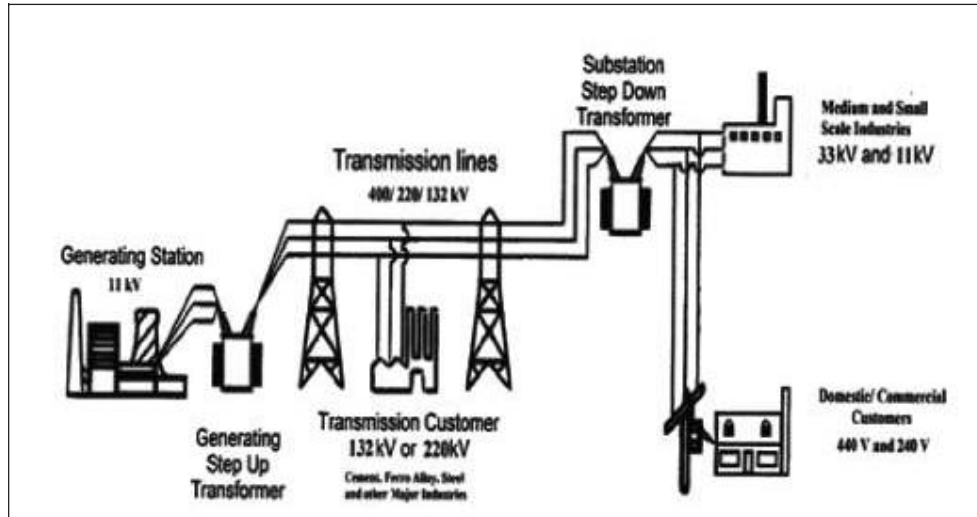 Generating Station
11 kV
Generating
Step Up
Transformer
Transmission lines
400/ 220/ 132 kV
Transmission Customer
132kV or 220kV
Cement, Ferro Alloy, Steel
and other Major Industries
Substation
Step Down
Transformer
Medium and Small
Scale Industries
33kV and 11kV
Domestic/ Commercial
Customers
440 V and 240 V